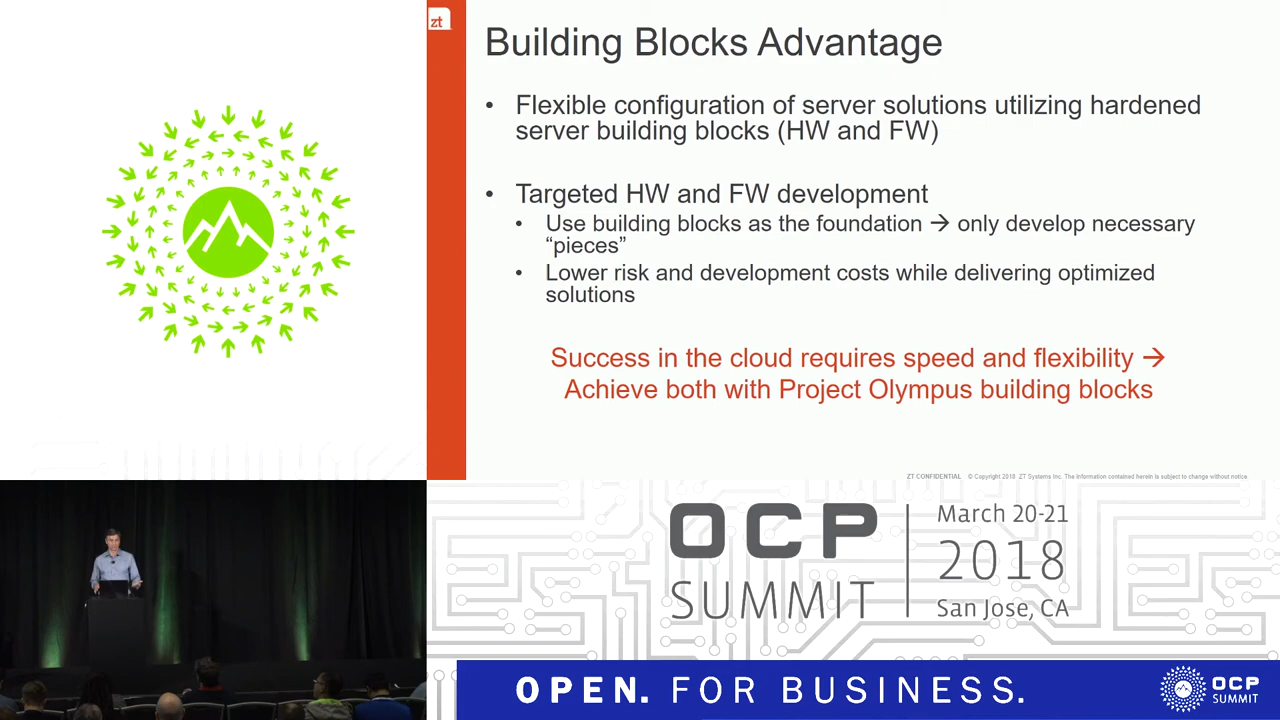 zt
Building Blocks Advantage
• Flexible configuration of server solutions utilizing hardened
server building blocks (HW and FW)
• Targeted HW and FW development
• Use building blocks as the foundation → only develop necessary
“pieces”
• Lower risk and development costs while delivering optimized
solutions
Success in the cloud requires speed and flexibility →
Achieve both with Project Olympus building blocks
ZT CONFIDENTIAL © Copyright 2018 ZT Systems Inc. The information contained herein is subject to change without notice
OCP
SUMMIT
March 20-21
2018
San Jose, CA
OPEN. FOR BUSINESS.
OCP
SUMMIT